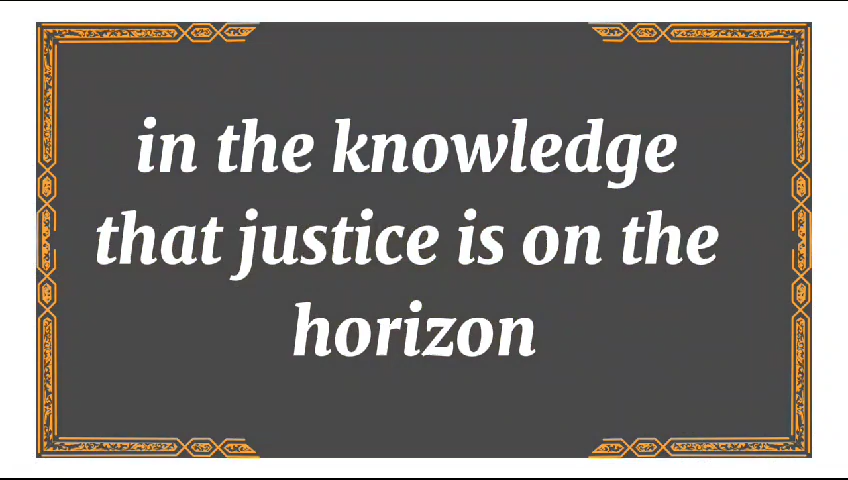 in the knowledge
that justice is on the
horizon